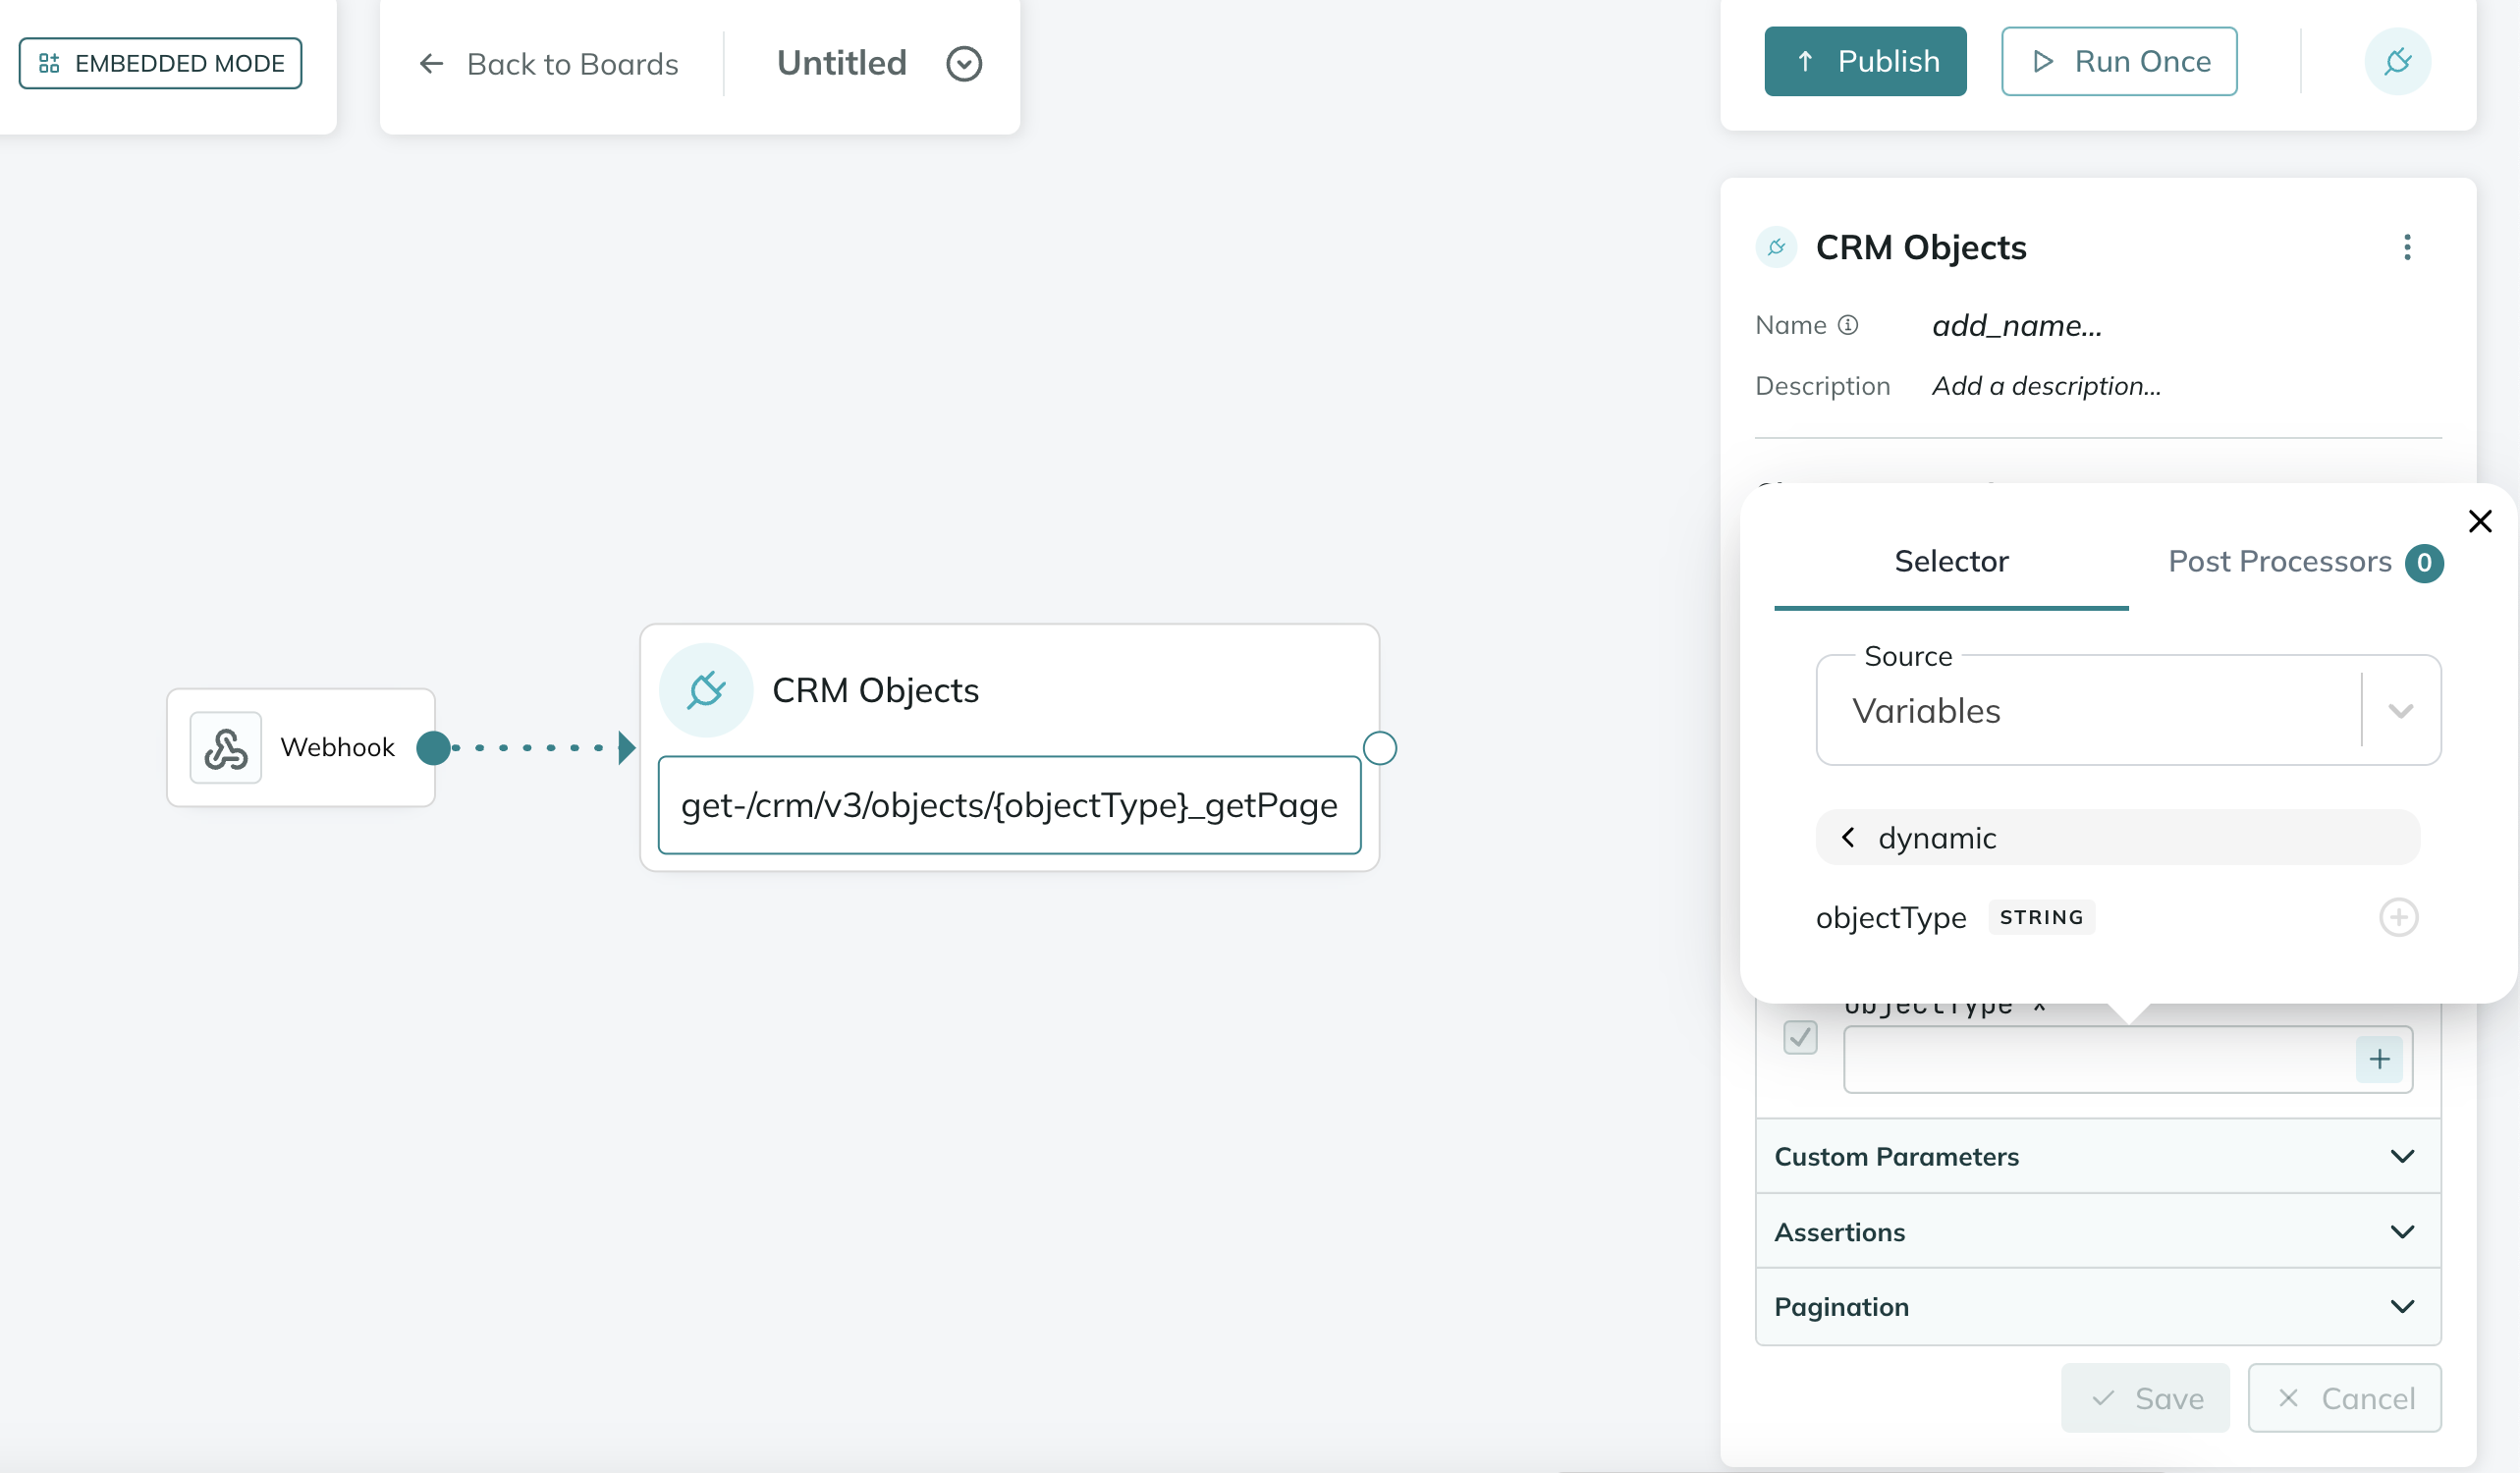 EMBEDDED MODE
Back to Boards
Untitled
Publish
Run Once
CRM Objects
Name
add_name...
Description
Add a description...
Selector
Post Processors 0
Source
Variables
dynamic
objectType STRING
objectType *
Custom Parameters
Assertions
Pagination
Save
Cancel
Webhook
CRM Objects
get-/crm/v3/objects/{objectType}_getPage